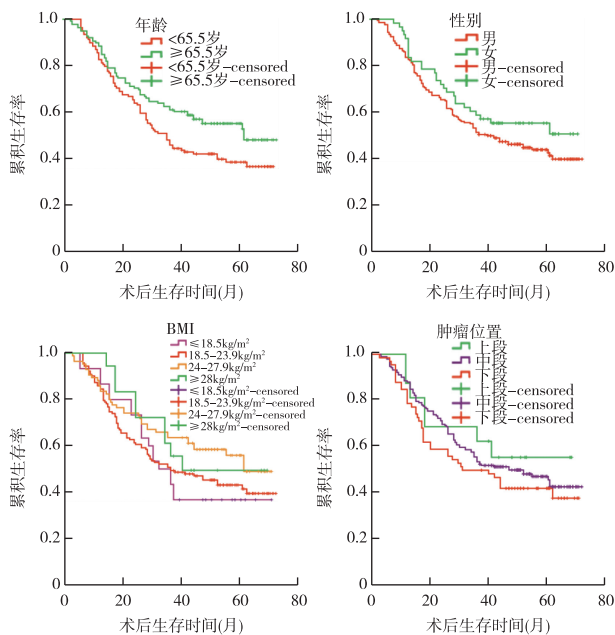 年龄
<65.5岁
≥65.5岁
<65.5岁-censored
≥65.5岁-censored
1.0
0.8
0.6
0.4
0.2
0
0
20
40
60
80
累积生存率
术后生存时间(月)
性别
男
女
男-censored
女-censored
1.0
0.8
0.6
0.4
0.2
0
0
20
40
60
80
累积生存率
术后生存时间(月)
BMI
≤18.5kg/m²
18.5-23.9kg/m²
24-27.9kg/m²
≥28kg/m²
≤18.5kg/m²-censored
18.5-23.9kg/m²-censored
24-27.9kg/m²-censored
≥28kg/m²-censored
1.0
0.8
0.6
0.4
0.2
0
0
20
40
60
80
累积生存率
术后生存时间(月)
肿瘤位置
上段
中段
下段
上段-censored
中段-censored
下段-censored
1.0
0.8
0.6
0.4
0.2
0
0
20
40
60
80
累积生存率
术后生存时间(月)